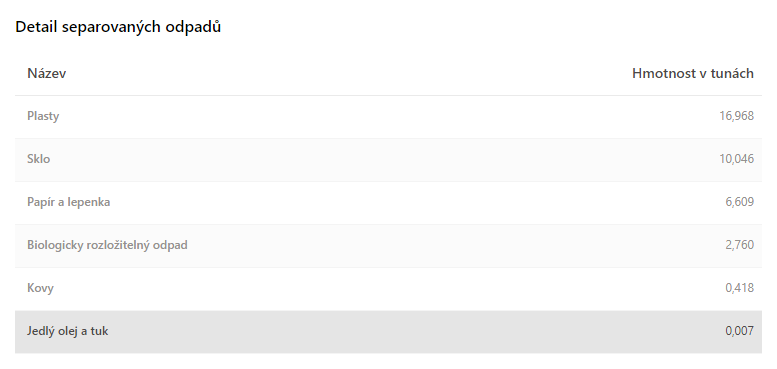 Detail separovaných odpadů
Název Hmotnost v tunách
Plasty 16,968
Sklo 10,046
Papír a lepenka 6,609
Biologicky rozložitelný odpad 2,760
Kovy 0,418
Jedlý olej a tuk 0,007